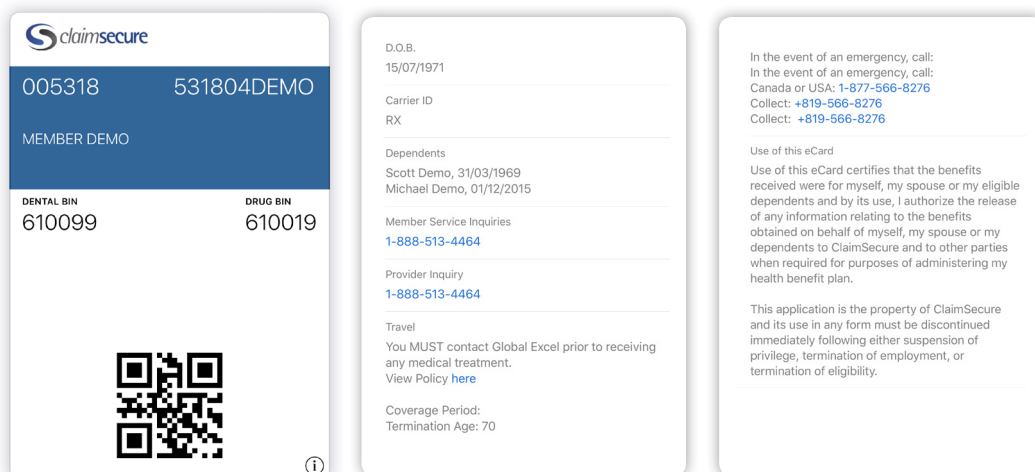 claimsecure
005318 531804DEMO
MEMBER DEMO
DENTAL BIN DRUG BIN
610099 610019
D.O.B.
15/07/1971
Carrier ID
RX
Dependents
Scott Demo, 31/03/1969
Michael Demo, 01/12/2015
Member Service Inquiries
1-888-513-4464
Provider Inquiry
1-888-513-4464
Travel
You MUST contact Global Excel prior to receiving
any medical treatment.
View Policy here
Coverage Period:
Termination Age: 70
In the event of an emergency, call:
In the event of an emergency, call:
Canada or USA: 1-877-566-8276
Collect: +819-566-8276
Collect: +819-566-8276
Use of this eCard
Use of this eCard certifies that the benefits
received were for myself, my spouse or my eligible
dependents and by its use, I authorize the release
of any information relating to the benefits
obtained on behalf of myself, my spouse or my
dependents to ClaimSecure and to other parties
when required for purposes of administering my
health benefit plan.
This application is the property of ClaimSecure
and its use in any form must be discontinued
immediately following either suspension of
privilege, termination of employment, or
termination of eligibility.